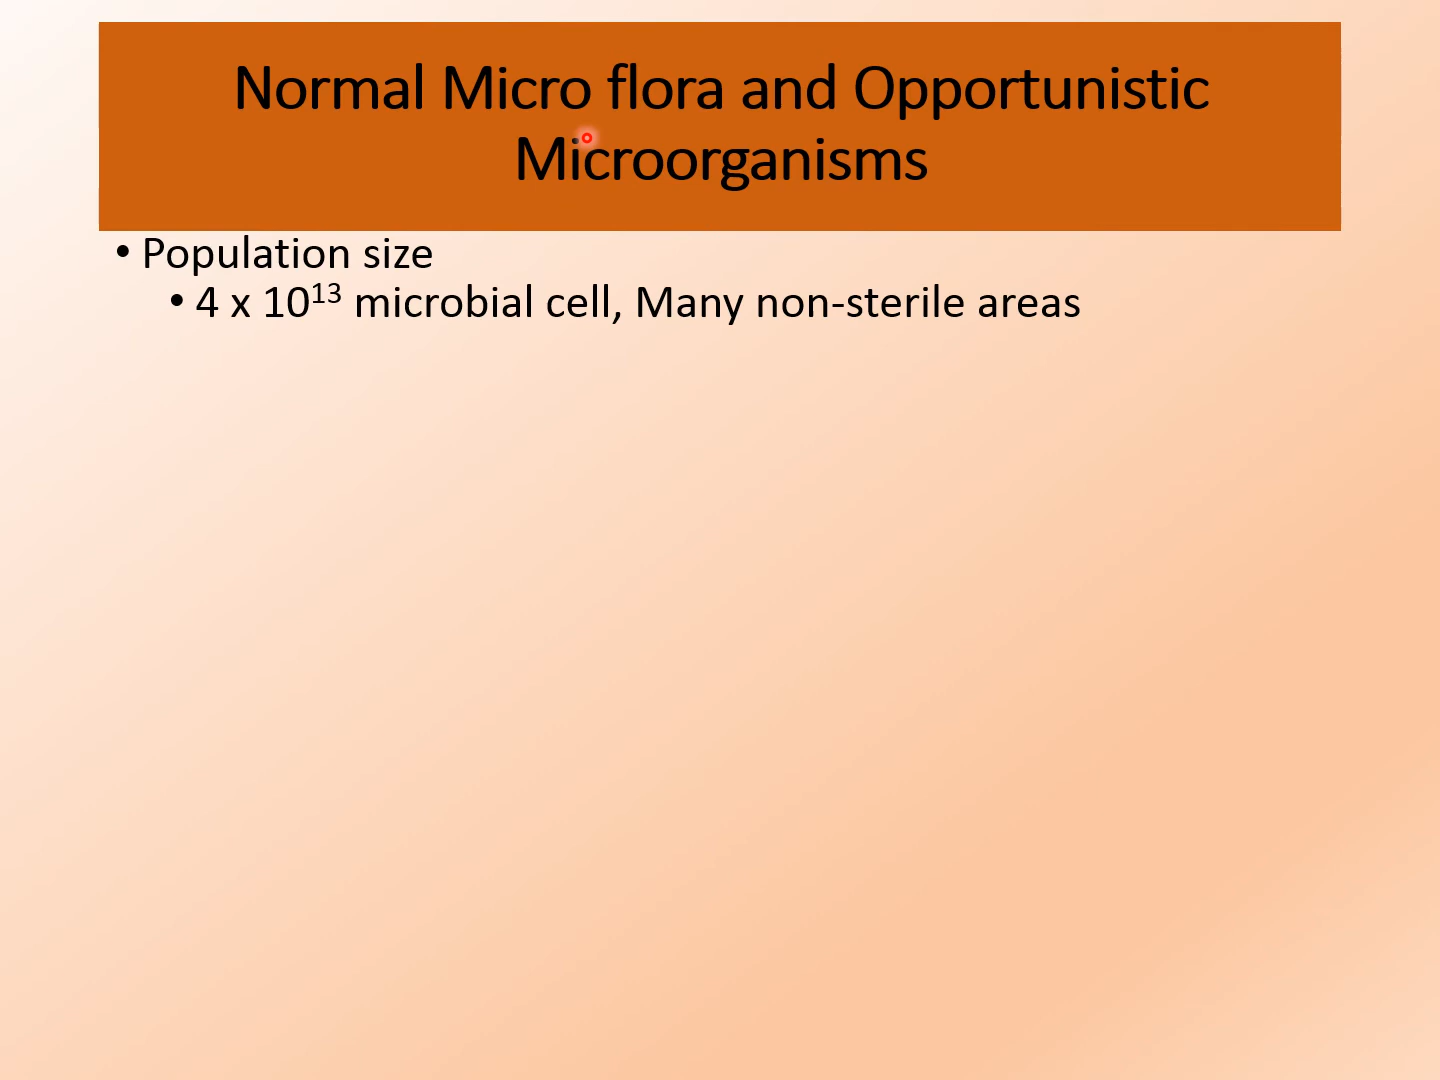 Normal Micro flora and Opportunistic
Microorganisms
• Population size
• 4 x 10¹³ microbial cell, Many non-sterile areas